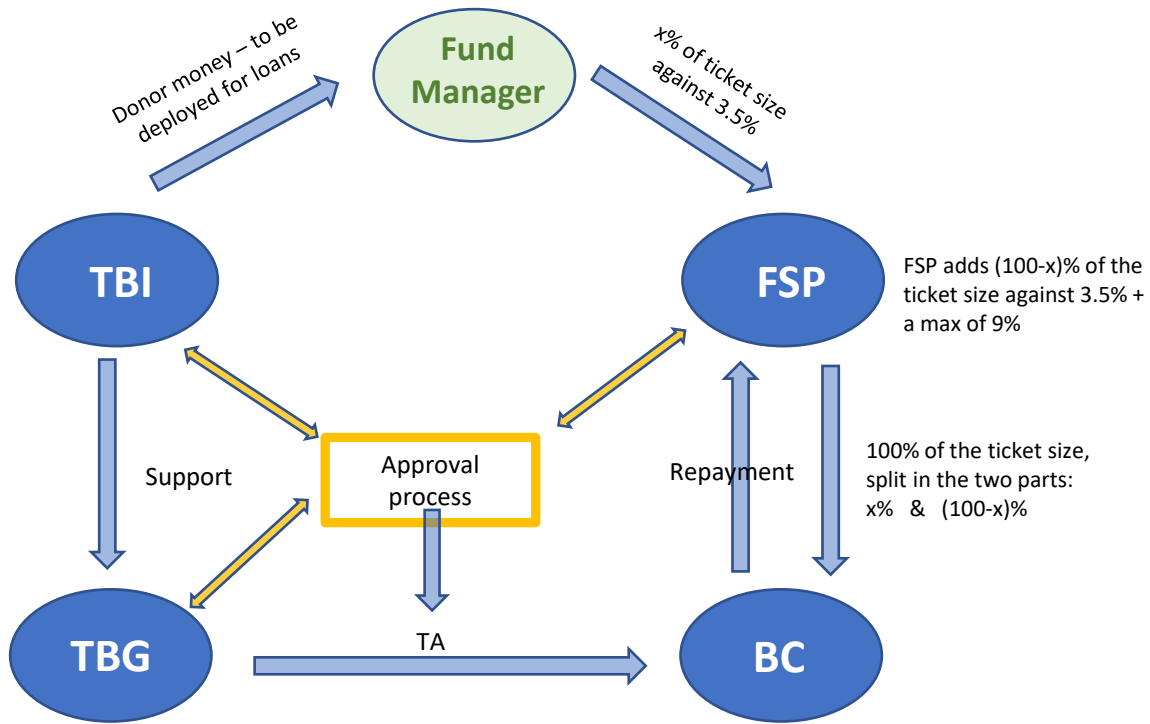 Fund
Manager
Donor money – to be
deployed for loans
x% of ticket size
against 3.5%
TBI
FSP
FSP adds (100-x)% of the
ticket size against 3.5% +
a max of 9%
Support
Approval
process
Repayment
100% of the ticket size,
split in the two parts:
x% & (100-x)%
TBG
TA
BC